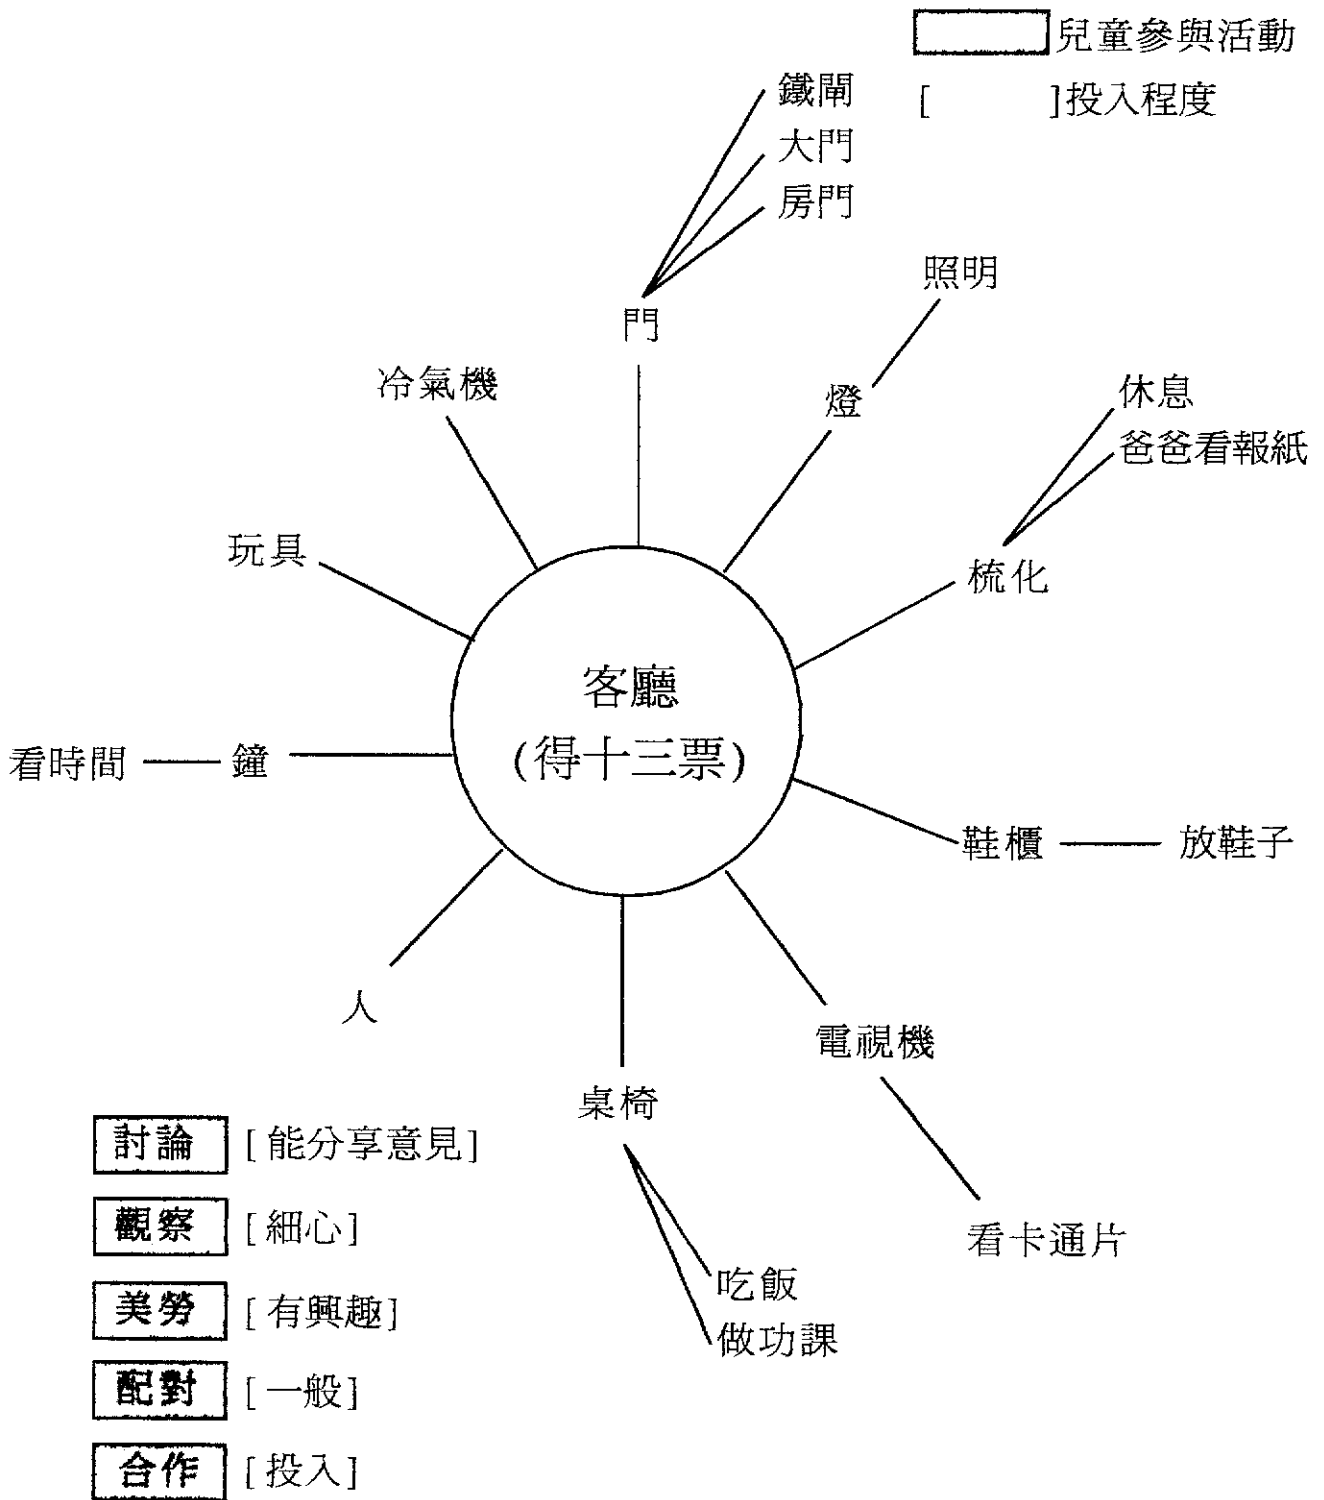 兒童參與活動
[ ]投入程度
鐵閘
大門
房門
門
照明
燈
冷氣機
休息
爸爸看報紙
梳化
玩具
客廳
(得十三票)
看時間
鐘
鞋櫃
放鞋子
人
電視機
桌椅
看卡通片
吃飯
做功課
討論 [能分享意見]
觀察 [細心]
美勞 [有興趣]
配對 [一般]
合作 [投入]